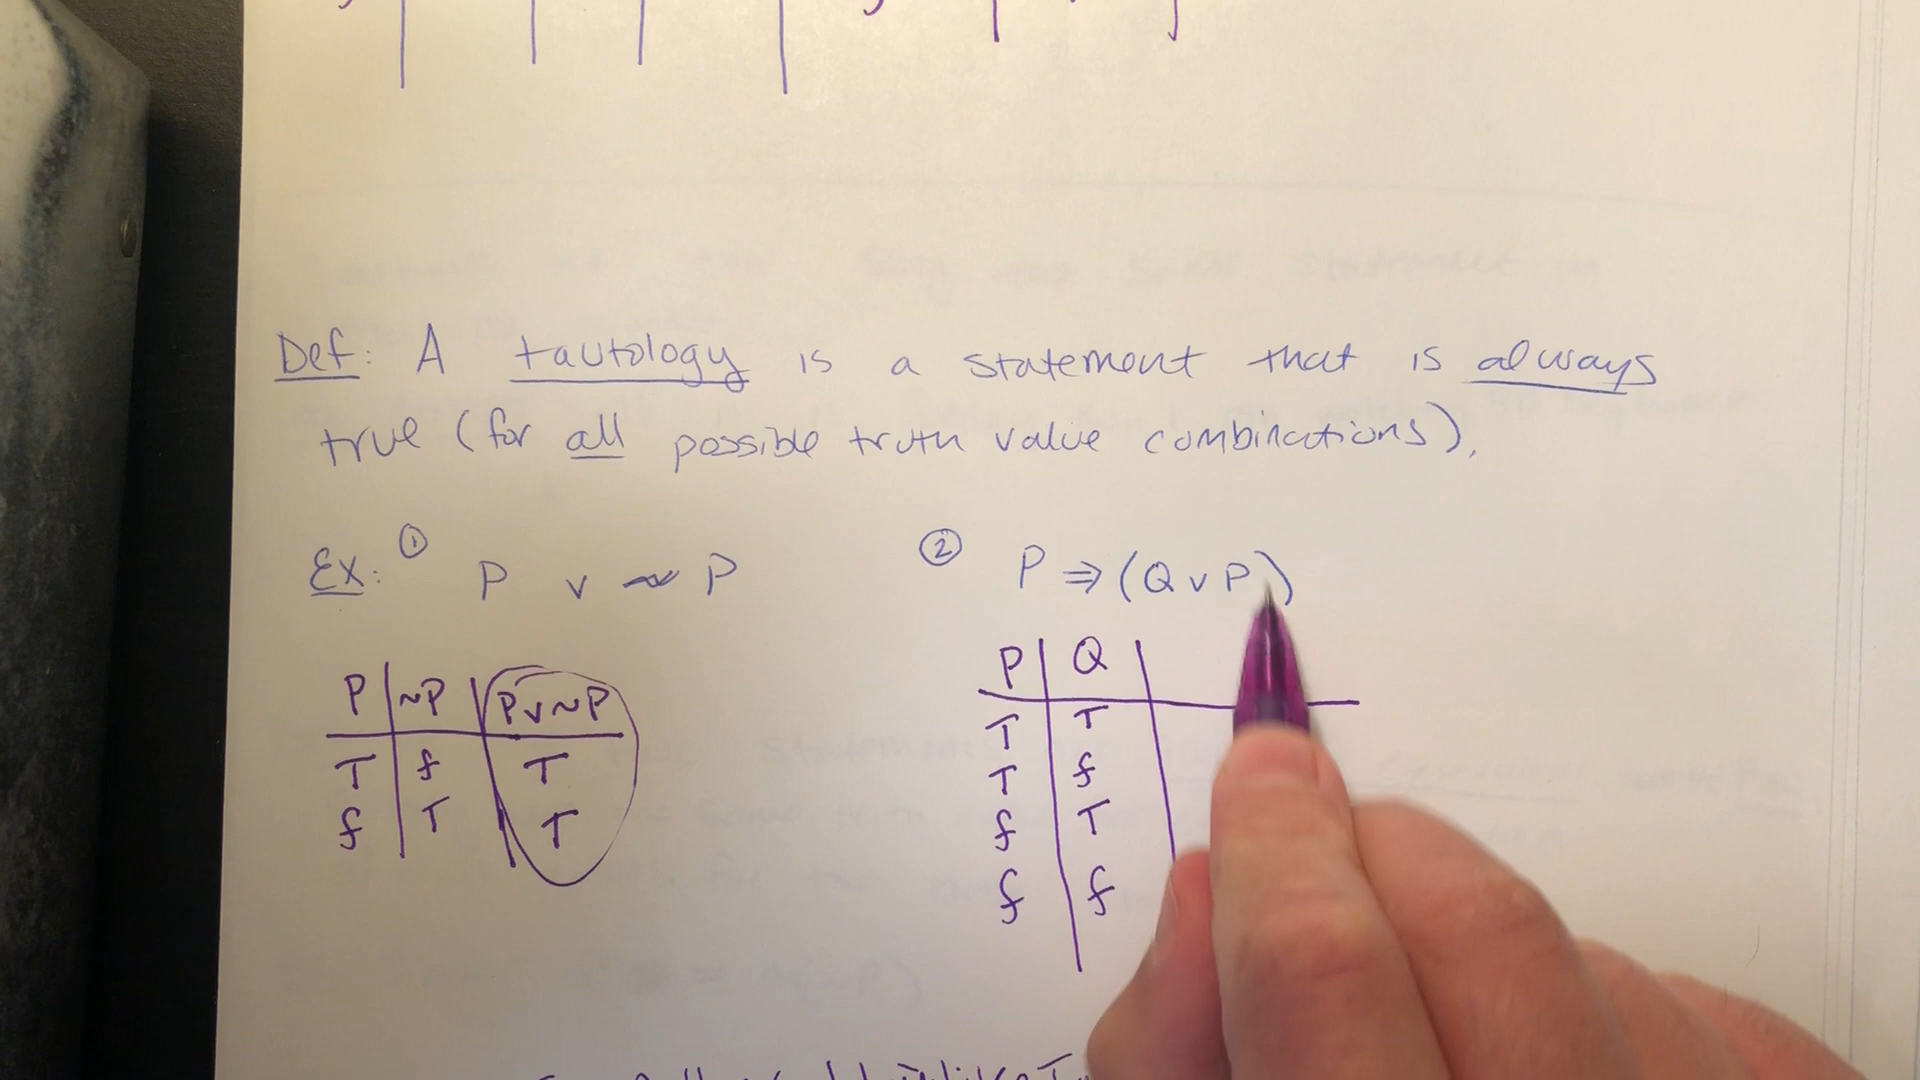 Def: A tautology is a statement that is always
true (for all possible truth value combinations).
Ex: ① P ∨ ~P
② P ⇒ (Q ∨ P)
P | ~P | P∨~P
T | f | T
f | T | T
P | Q
T | T
T | f
f | T
f | f